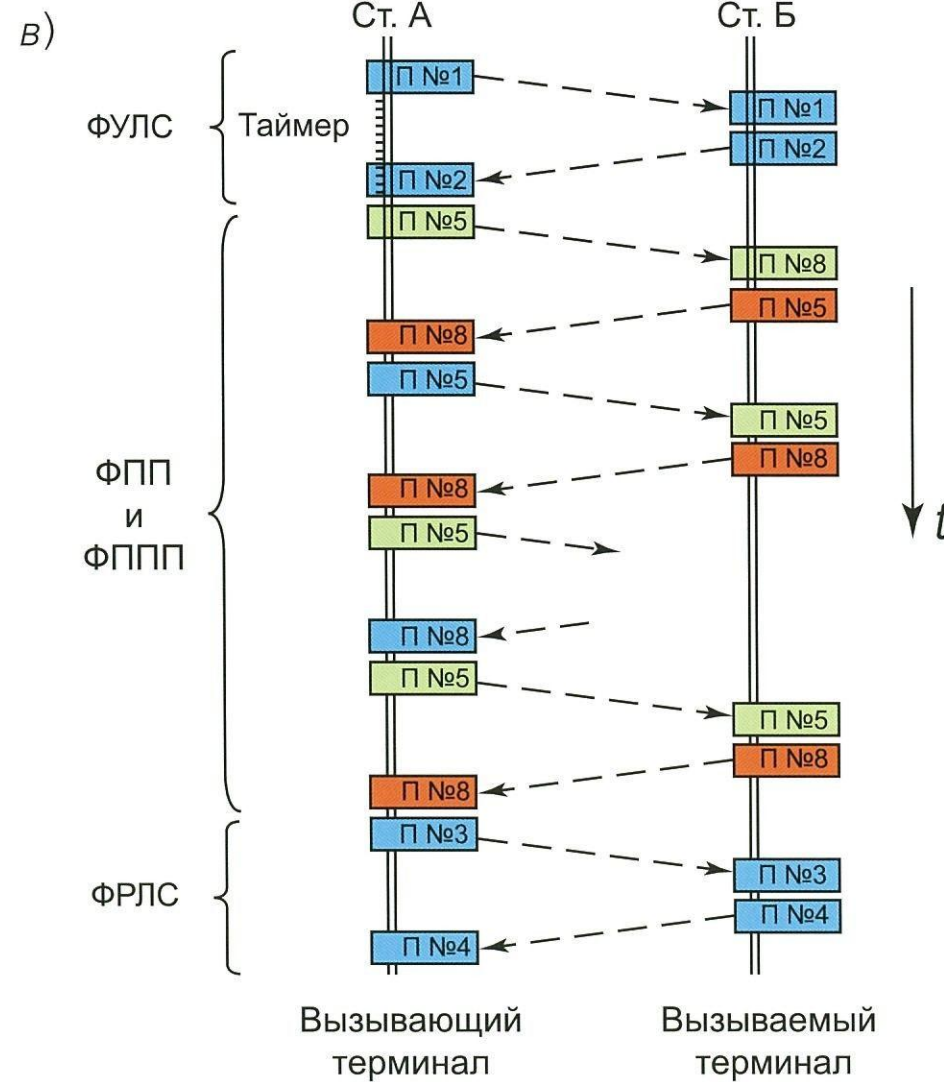 в)
Ст. А
Ст. Б
П №1
П №1
ФУЛС
Таймер
П №2
П №2
П №5
П №8
П №5
П №8
П №5
П №5
П №8
ФПП
и
ФППП
П №8
П №5
t
П №8
П №5
П №5
П №8
П №8
П №3
П №3
ФРЛС
П №4
П №4
Вызывающий
терминал
Вызываемый
терминал